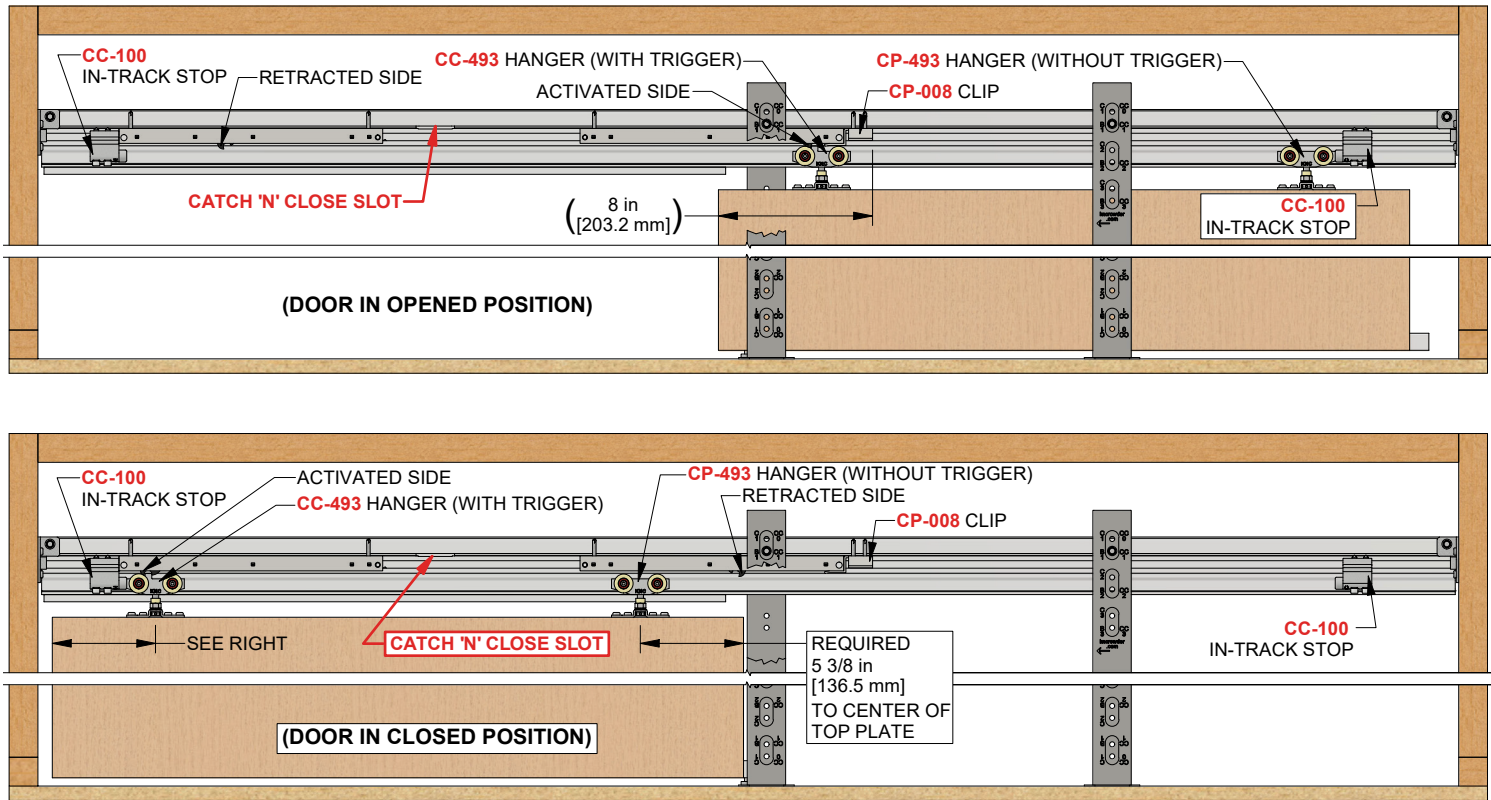 CC-100
IN-TRACK STOP
RETRACTED SIDE
CC-493 HANGER (WITH TRIGGER)
ACTIVATED SIDE
CP-493 HANGER (WITHOUT TRIGGER)
CP-008 CLIP
CATCH 'N' CLOSE SLOT
8 in
[203.2 mm]
CC-100
IN-TRACK STOP
(DOOR IN OPENED POSITION)
CC-100
IN-TRACK STOP
ACTIVATED SIDE
CC-493 HANGER (WITH TRIGGER)
CP-493 HANGER (WITHOUT TRIGGER)
RETRACTED SIDE
CP-008 CLIP
SEE RIGHT
CATCH 'N' CLOSE SLOT
REQUIRED
5 3/8 in
[136.5 mm]
TO CENTER OF
TOP PLATE
CC-100
IN-TRACK STOP
(DOOR IN CLOSED POSITION)